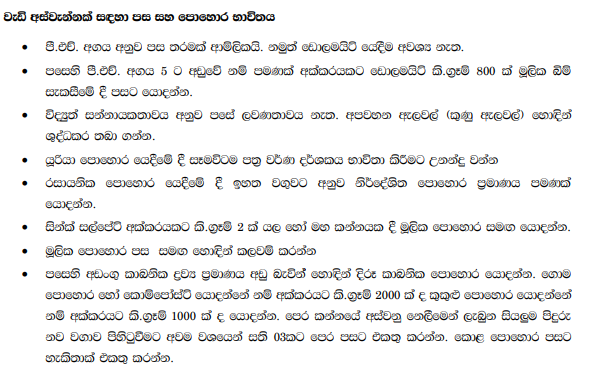 වැඩි අස්වැන්නක් සඳහා පස සහ පොහොර භාවිතය
• පී.එච්. අගය අනුව පස තරමක් ආම්ලිකයි. නමුත් ඩොලමයිට් යෙදීම අවශ්‍ය නැත.
• පසෙහි පී.එච්. අගය 5 ට අඩුවේ නම් පමණක් අක්කරයකට ඩොලමයිට් කි.ග්‍රෑම් 800 ක් මූලික බිම්
සැකසීමේ දී පසට යොදන්න.
• විද්‍යුත් සන්නායකතාවය අනුව පසේ ලවණතාවය නැත. අපවහන ඇලවල් (කුණු ඇලවල්) හොඳින්
ශුද්ධකර තබා ගන්න.
• යූරියා පොහොර යෙදීමේ දී සෑමවිටම පත්‍ර වර්ණ දර්ශකය භාවිතා කිරීමට උනන්දු වන්න
• රසායනික පොහොර යෙදීමේ දී ඉහත වගුවට අනුව නිර්දේශිත පොහොර ප්‍රමාණය පමණක්
යොදන්න.
• සින්ක් සල්පේට් අක්කරයකට කි.ග්‍රෑම් 2 ක් යල හෝ මහ කන්නයක දී මූලික පොහොර සමඟ යොදන්න.
• මූලික පොහොර පස සමඟ හොඳින් කලවම් කරන්න
• පසෙහි අඩංගු කාබනික ද්‍රව්‍ය ප්‍රමාණය අඩු බැවින් හොඳින් දිරූ කාබනික පොහොර යොදන්න. ගොම
පොහොර හෝ කොම්පෝස්ට් යොදන්නේ නම් අක්කරයට කි.ග්‍රෑම් 2000 ක් ද කුකුළු පොහොර යොදන්නේ
නම් අක්කරයට කි.ග්‍රෑම් 1000 ක් ද යොදන්න. පෙර කන්නයේ අස්වනු නෙලීමෙන් ලැබුන සියලුම පිදුරු
නව වගාව පිහිටුවීමට අවම වශයෙන් සති 03කට පෙර පසට එකතු කරන්න. කොළ පොහොර පසට
හැකිතාක් එකතු කරන්න.